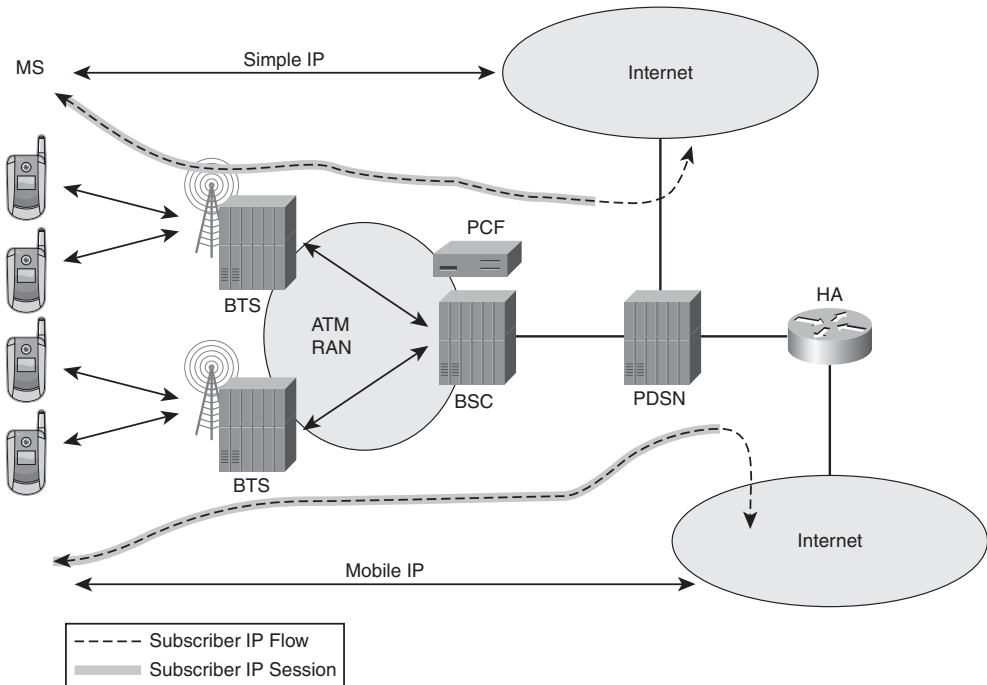 Simple IP
MS
Internet
PCF
BTS
HA
ATM
RAN
BSC
PDSN
BTS
Internet
Mobile IP
Subscriber IP Flow
Subscriber IP Session